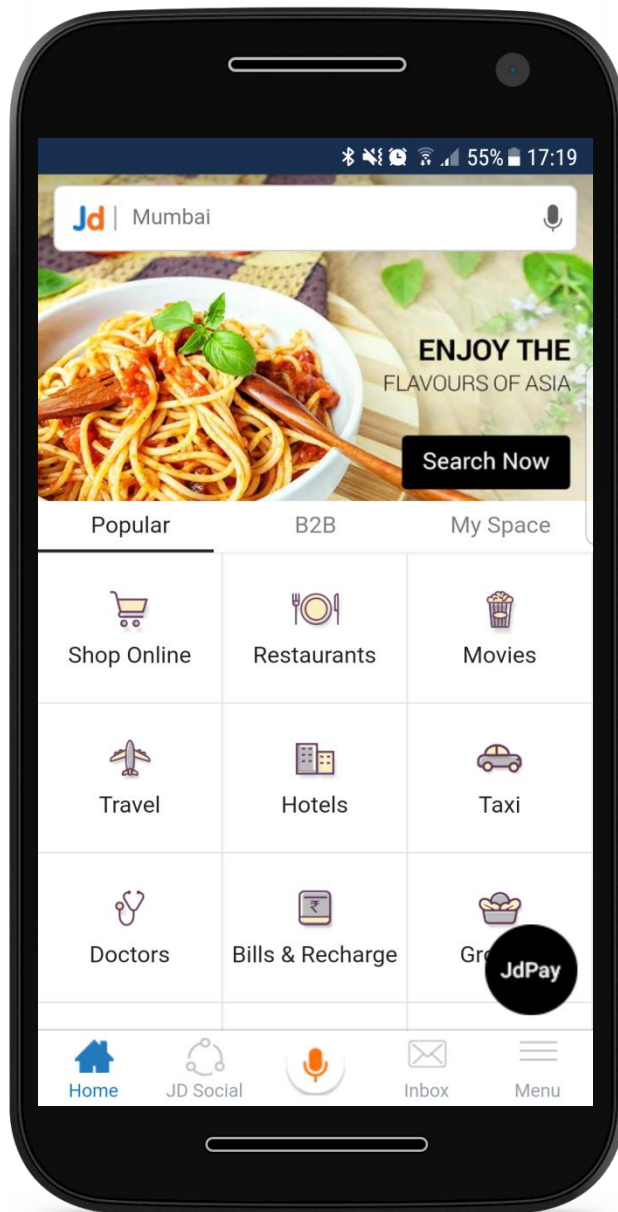 55% 17:19
Jd | Mumbai
ENJOY THE
FLAVOURS OF ASIA
Search Now
Popular B2B My Space
Shop Online Restaurants Movies
Travel Hotels Taxi
Doctors Bills & Recharge
JdPay
Home JD Social Inbox Menu